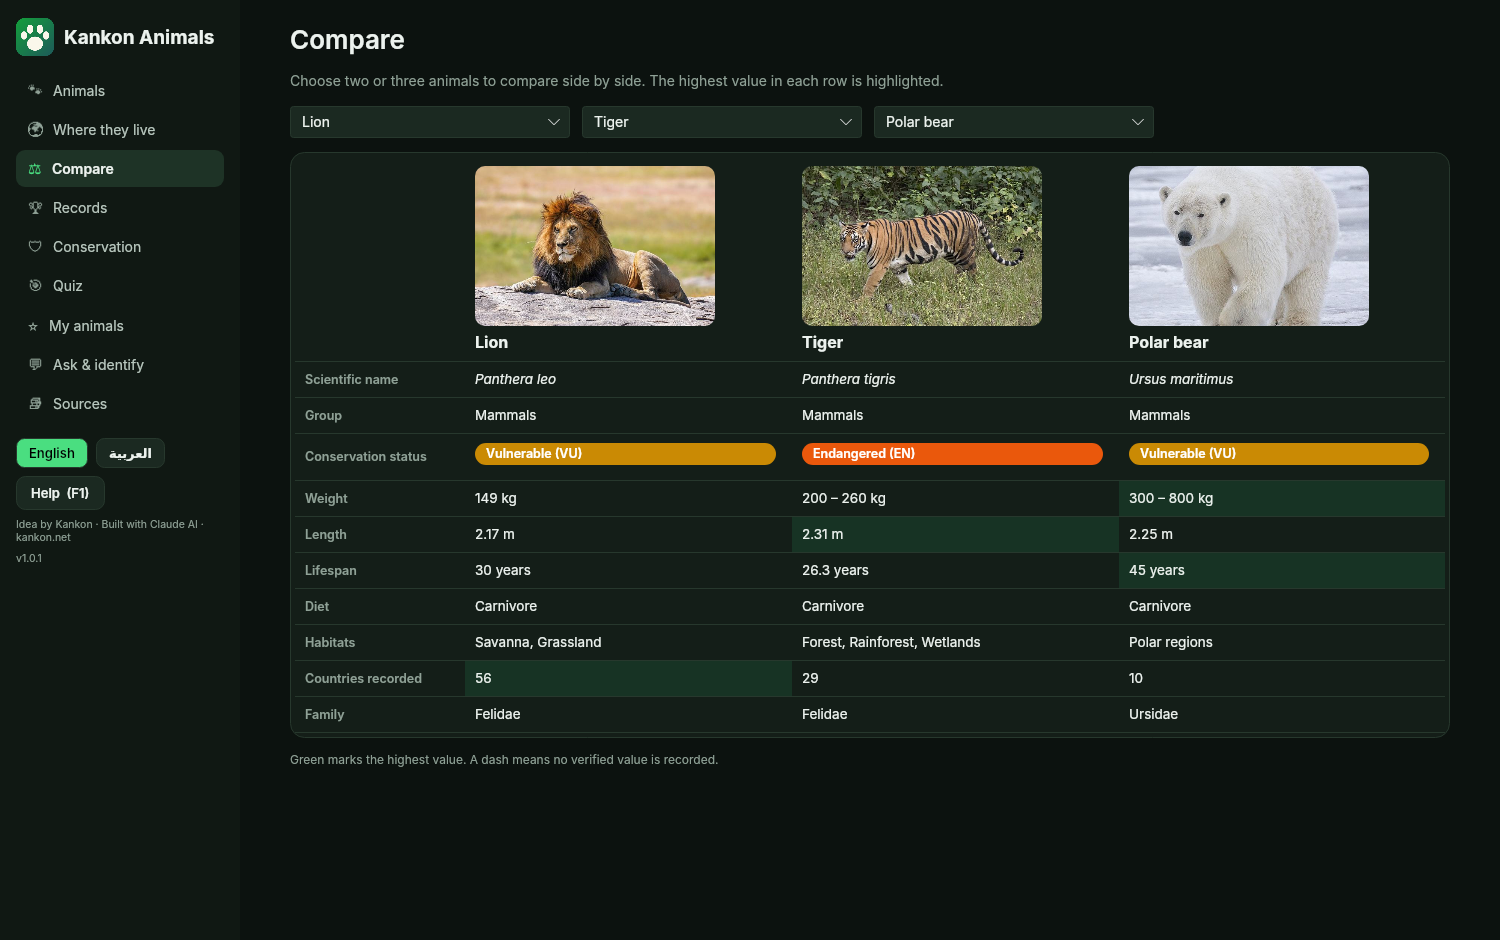 Kankon Animals
Animals
Where they live
Compare
Records
Conservation
Quiz
My animals
Ask & identify
Sources
English العربية
Help (F1)
Idea by Kankon · Built with Claude AI ·
kankon.net
v1.0.1
Compare
Choose two or three animals to compare side by side. The highest value in each row is highlighted.
Lion Tiger Polar bear
Lion Tiger Polar bear
Scientific name Panthera leo Panthera tigris Ursus maritimus
Group Mammals Mammals Mammals
Conservation status Vulnerable (VU) Endangered (EN) Vulnerable (VU)
Weight 149 kg 200 – 260 kg 300 – 800 kg
Length 2.17 m 2.31 m 2.25 m
Lifespan 30 years 26.3 years 45 years
Diet Carnivore Carnivore Carnivore
Habitats Savanna, Grassland Forest, Rainforest, Wetlands Polar regions
Countries recorded 56 29 10
Family Felidae Felidae Ursidae
Green marks the highest value. A dash means no verified value is recorded.